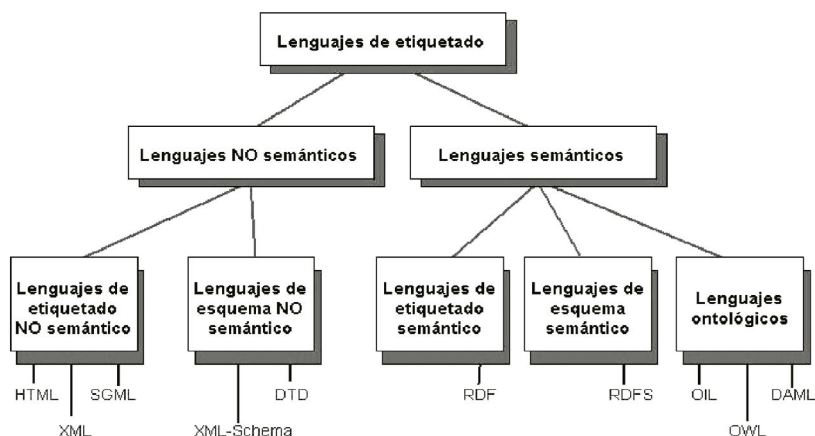 Lenguajes de etiquetado
Lenguajes NO semánticos
Lenguajes semánticos
Lenguajes de
etiquetado
NO semántico
Lenguajes de
esquema NO
semántico
Lenguajes de
etiquetado
semántico
Lenguajes de
esquema
semántico
Lenguajes
ontológicos
HTML
SGML
DTD
RDF
RDFS
OIL
DAML
XML
XML-Schema
OWL